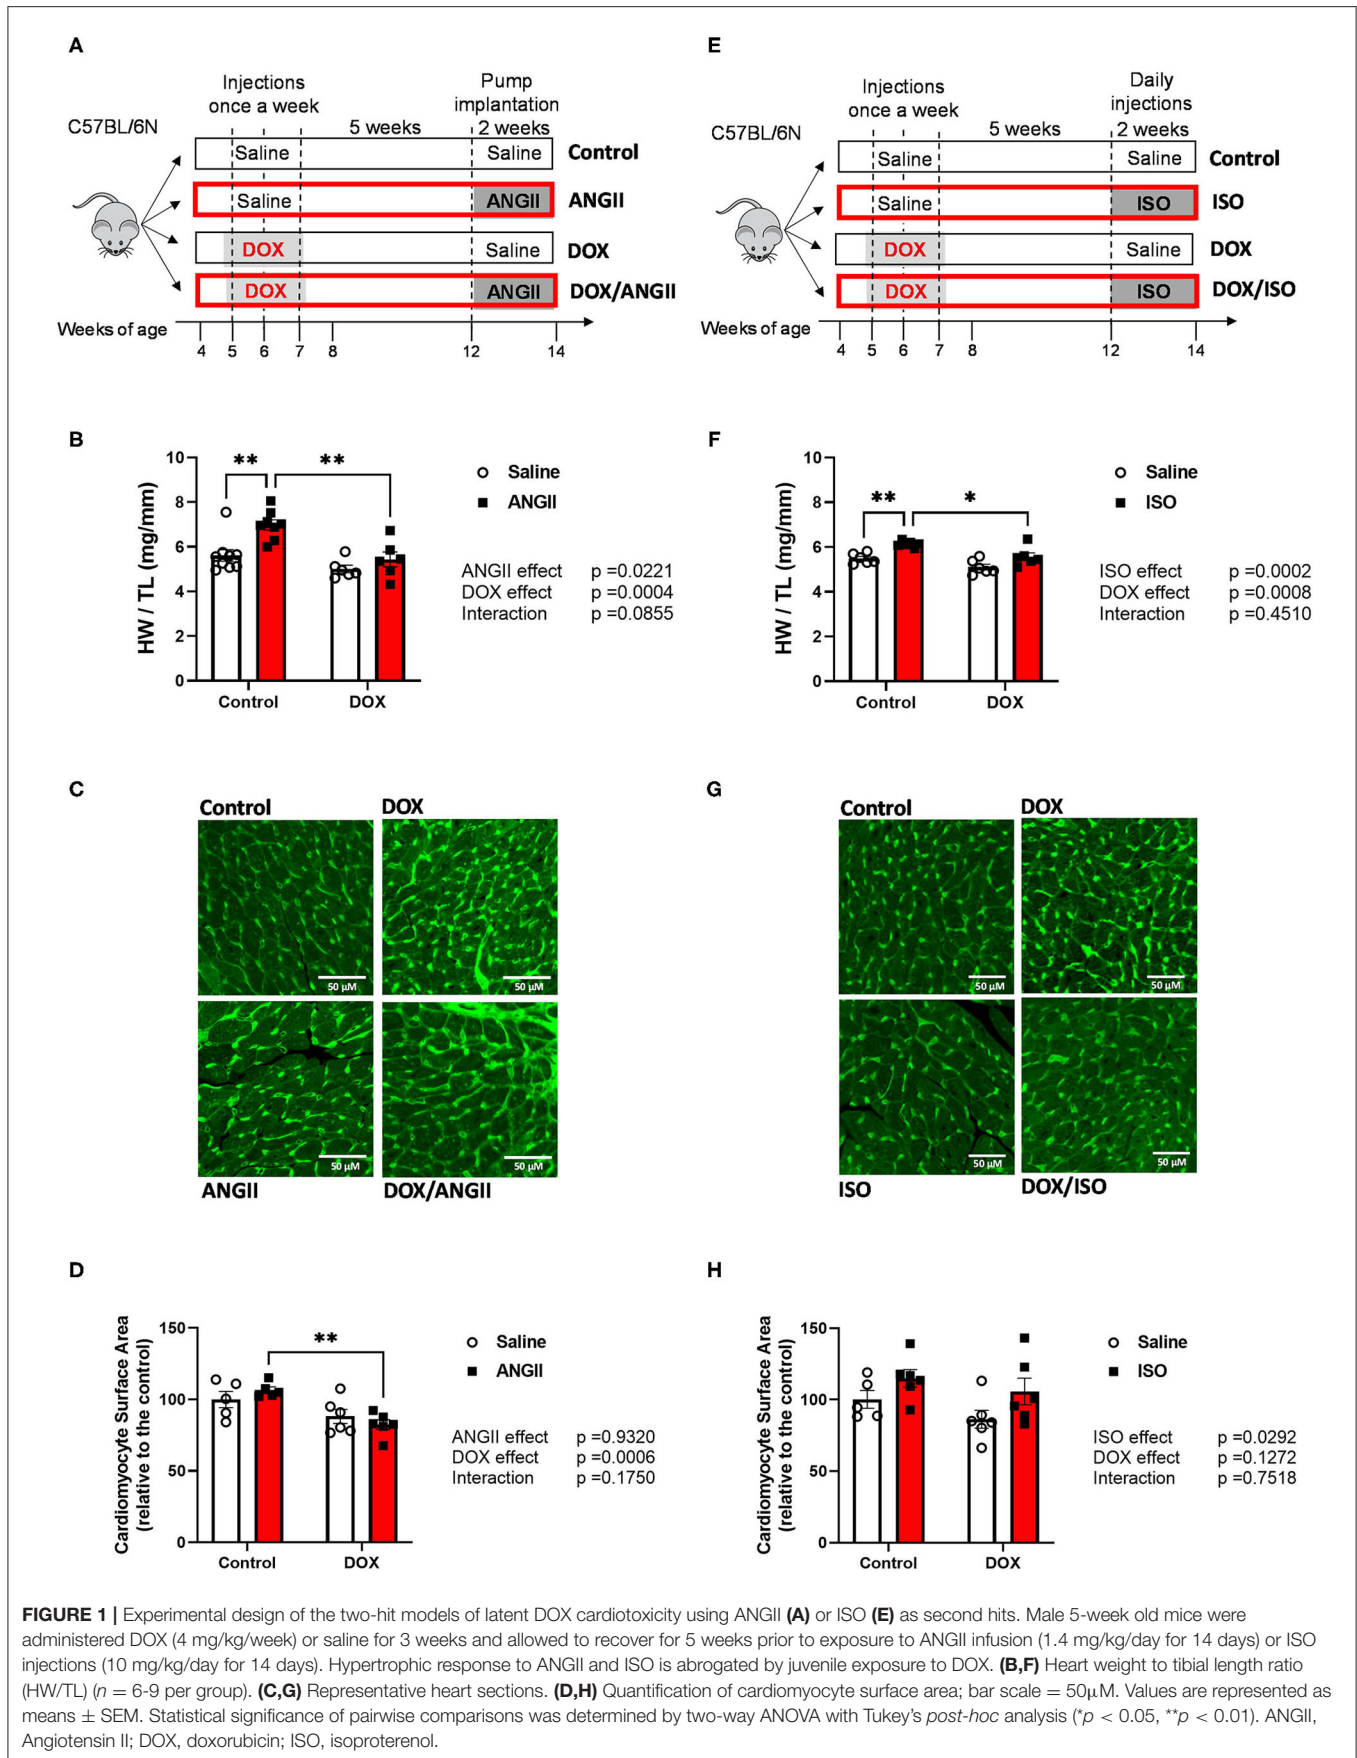 A
Injections
once a week
Pump
implantation
C57BL/6N
5 weeks
2 weeks
Saline
Saline
Control
Saline
ANGII
ANGII
DOX
Saline
DOX
DOX
ANGII
DOX/ANGII
Weeks of age
4 5 6 7 8 12 14
E
Injections
once a week
Daily
injections
C57BL/6N
5 weeks
2 weeks
Saline
Saline
Control
Saline
ISO
ISO
DOX
Saline
DOX
DOX
ISO
DOX/ISO
Weeks of age
4 5 6 7 8 12 14
B
HW / TL (mg/mm)
10
8
6
4
2
0
** **
Control DOX
Saline
ANGII
ANGII effect p =0.0221
DOX effect p =0.0004
Interaction p =0.0855
F
HW / TL (mg/mm)
10
8
6
4
2
0
** *
Control DOX
Saline
ISO
ISO effect p =0.0002
DOX effect p =0.0008
Interaction p =0.4510
C
Control DOX
50 µM 50 µM
50 µM 50 µM
ANGII DOX/ANGII
G
Control DOX
50 µM 50 µM
50 µM 50 µM
ISO DOX/ISO
D
Cardiomyocyte Surface Area
(relative to the control)
150
100
50
0
**
Control DOX
Saline
ANGII
ANGII effect p =0.9320
DOX effect p =0.0006
Interaction p =0.1750
H
Cardiomyocyte Surface Area
(relative to the control)
150
100
50
0
Control DOX
Saline
ISO
ISO effect p =0.0292
DOX effect p =0.1272
Interaction p =0.7518
FIGURE 1 | Experimental design of the two-hit models of latent DOX cardiotoxicity using ANGII (A) or ISO (E) as second hits. Male 5-week old mice were
administered DOX (4 mg/kg/week) or saline for 3 weeks and allowed to recover for 5 weeks prior to exposure to ANGII infusion (1.4 mg/kg/day for 14 days) or ISO
injections (10 mg/kg/day for 14 days). Hypertrophic response to ANGII and ISO is abrogated by juvenile exposure to DOX. (B,F) Heart weight to tibial length ratio
(HW/TL) (n = 6-9 per group). (C,G) Representative heart sections. (D,H) Quantification of cardiomyocyte surface area; bar scale = 50µM. Values are represented as
means ± SEM. Statistical significance of pairwise comparisons was determined by two-way ANOVA with Tukey's post-hoc analysis (*p < 0.05, **p < 0.01). ANGII,
Angiotensin II; DOX, doxorubicin; ISO, isoproterenol.